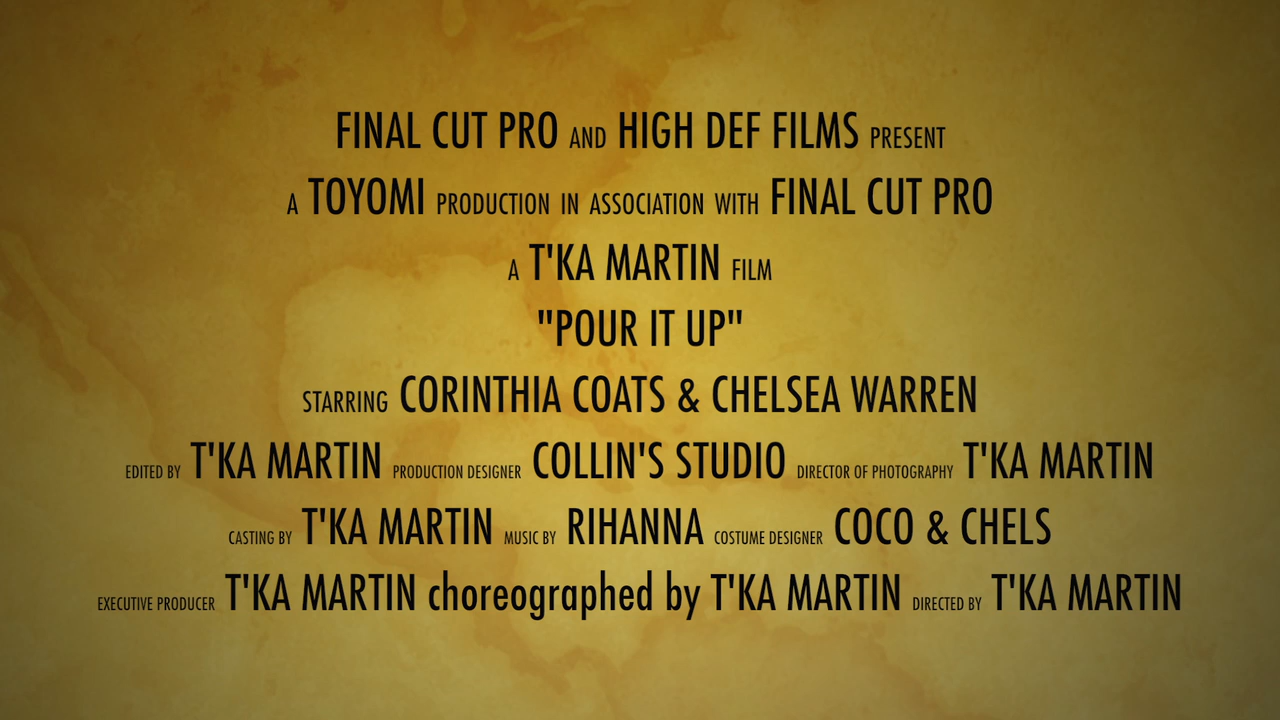 FINAL CUT PRO AND HIGH DEF FILMS PRESENT
A TOYOMI PRODUCTION IN ASSOCIATION WITH FINAL CUT PRO
A T'KA MARTIN FILM
"POUR IT UP"
STARRING CORINTHIA COATS & CHELSEA WARREN
EDITED BY T'KA MARTIN PRODUCTION DESIGNER COLLIN'S STUDIO DIRECTOR OF PHOTOGRAPHY T'KA MARTIN
CASTING BY T'KA MARTIN MUSIC BY RIHANNA COSTUME DESIGNER COCO & CHELS
EXECUTIVE PRODUCER T'KA MARTIN choreographed by T'KA MARTIN DIRECTED BY T'KA MARTIN